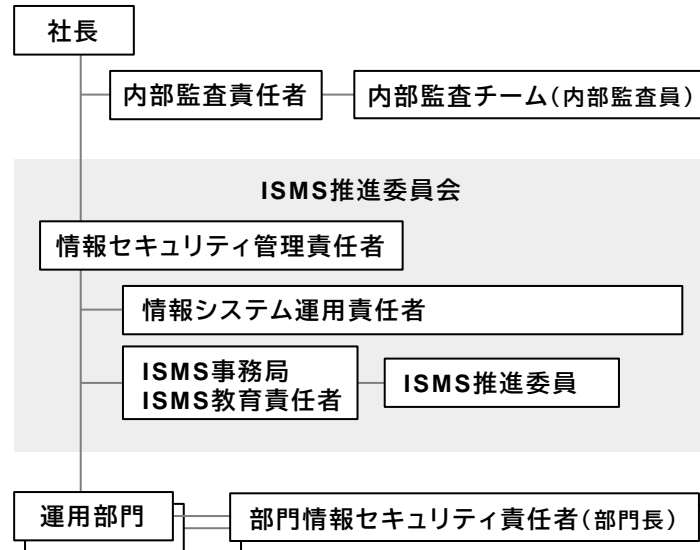 社長
内部監査責任者
内部監査チーム(内部監査員)
ISMS推進委員会
情報セキュリティ管理責任者
情報システム運用責任者
ISMS事務局
ISMS教育責任者
ISMS推進委員
運用部門
部門情報セキュリティ責任者(部門長)